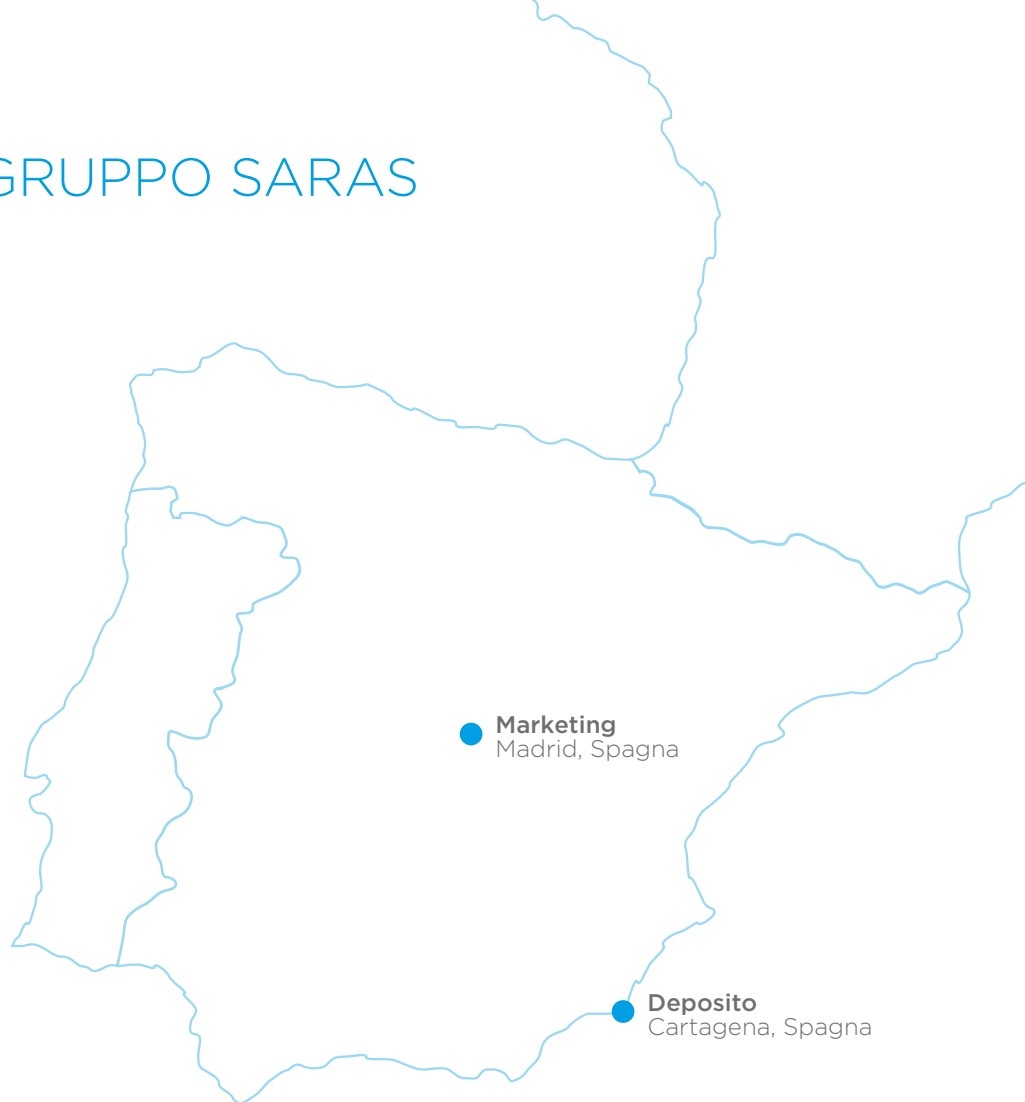 GRUPPO SARAS
Marketing
Madrid, Spagna
Deposito
Cartagena, Spagna